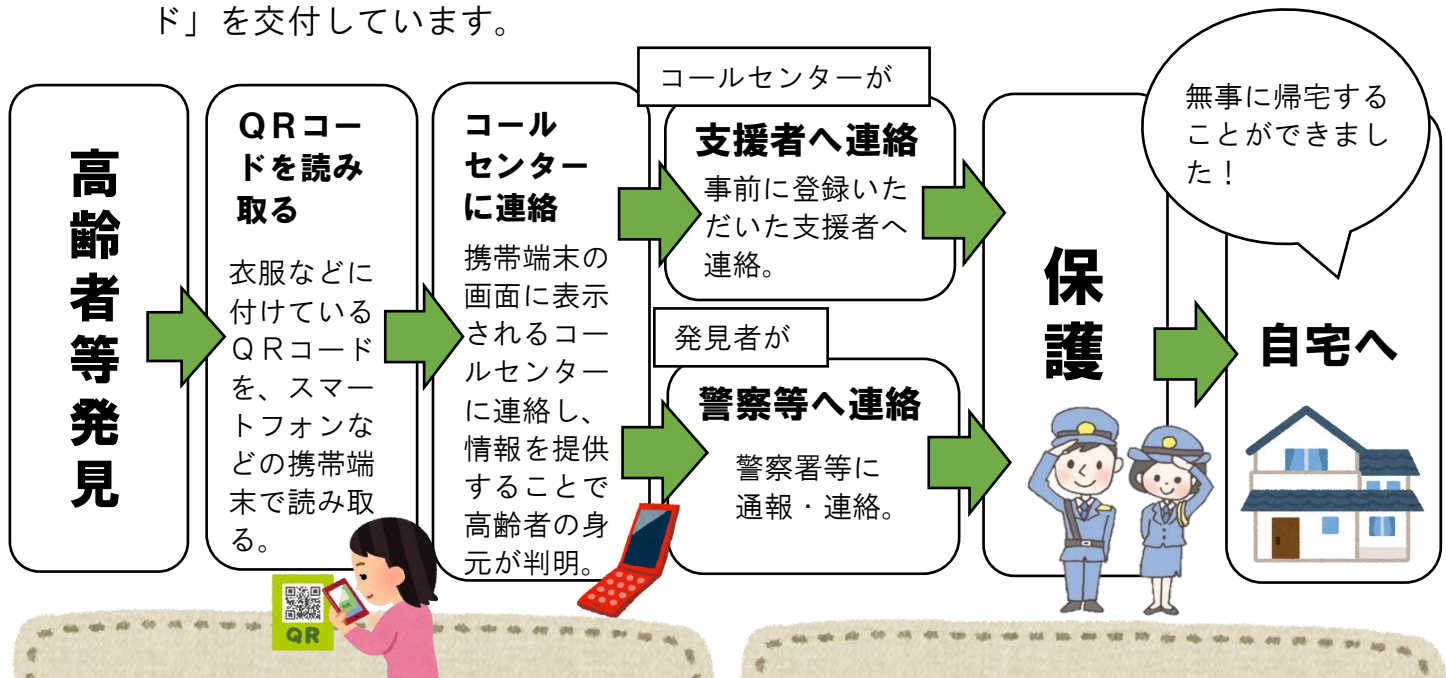 ド」を交付しています。
高
齢
者
等
発
見
ＱＲコー
ドを読み
取る
衣服などに
付けている
ＱＲコード
を、スマー
トフォンな
どの携帯端
末で読み取
る。
QR
コール
センター
に連絡
携帯端末の
画面に表示
されるコー
ルセンター
に連絡し、
情報を提供
することで
高齢者の身
元が判明。
コールセンターが
支援者へ連絡
事前に登録いた
だいた支援者へ
連絡。
発見者が
警察等へ連絡
警察署等に
通報・連絡。
保
護
無事に帰宅する
ことができまし
た！
自宅へ